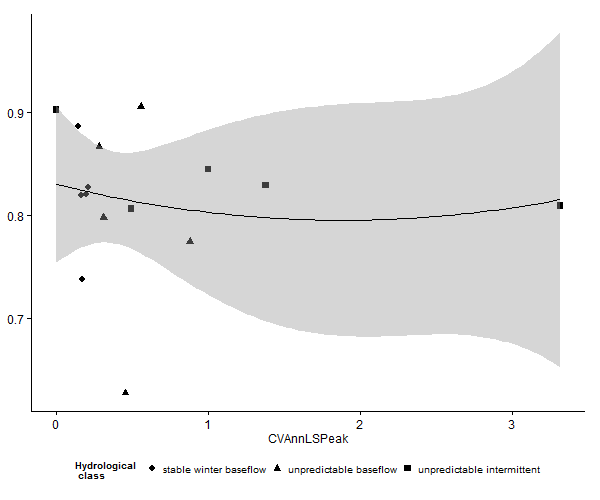 0.9
0.8
0.7
0 1 2 3
CVAnnLSPeak
Hydrological
class
stable winter baseflow unpredictable baseflow unpredictable intermittent